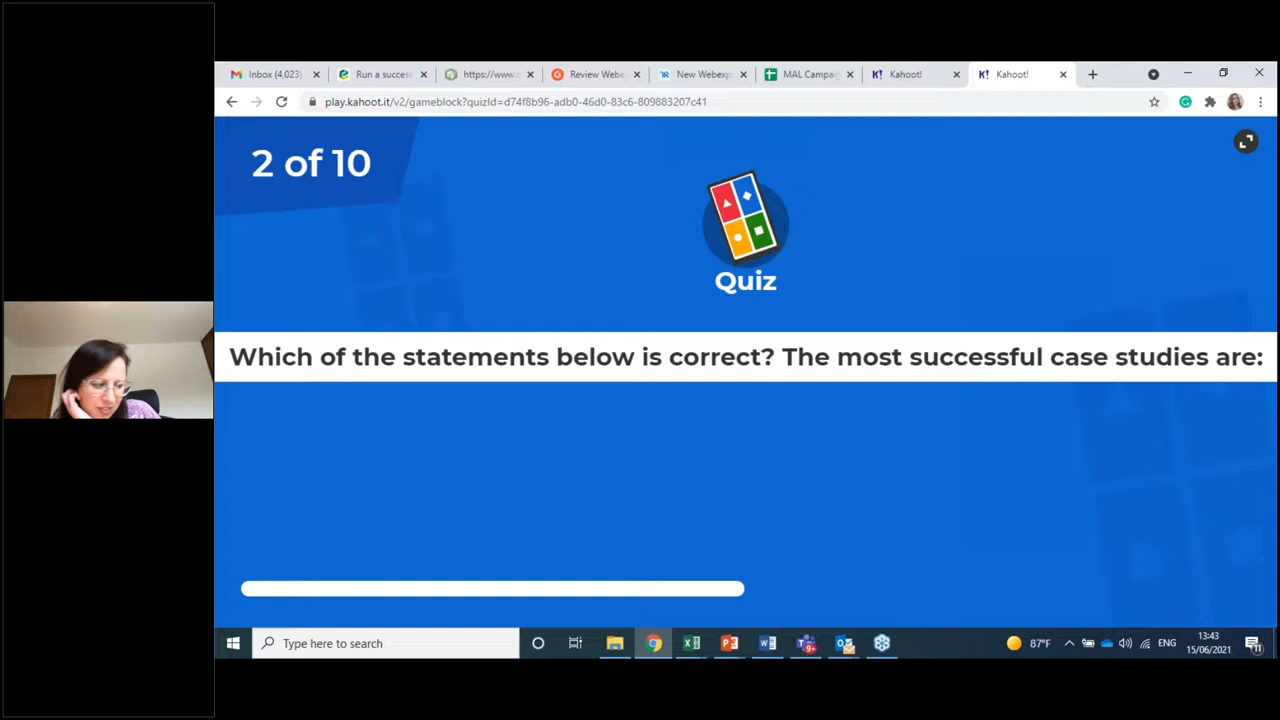 Inbox (4,023)
Run a succes
https://www.s
Review Webe
New Webexp
MAL Campai
Kahoot!
Kahoot!
play.kahoot.it/v2/gameblock?quizId=d74f8b96-adb0-46d0-83c6-809883207c41
2 of 10
Quiz
Which of the statements below is correct? The most successful case studies are:
Type here to search
87°F
ENG
13:43
15/06/2021